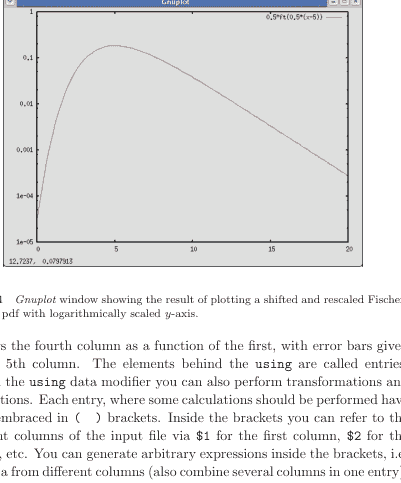 Gnuplot
1
0.5*ft(0.5*(x-5))
0.1
0.01
0.001
1e-04
1e-05
0
5
10
15
20
12.7237, 0.0797913
4 Gnuplot window showing the result of plotting a shifted and rescaled Fischer
pdf with logarithmically scaled y-axis.
s the fourth column as a function of the first, with error bars give
5th column. The elements behind the using are called entries
the using data modifier you can also perform transformations an
tions. Each entry, where some calculations should be performed hav
embraced in ( ) brackets. Inside the brackets you can refer to th
nt columns of the input file via $1 for the first column, $2 for th
, etc. You can generate arbitrary expressions inside the brackets, i.e
a from different columns (also combine several columns in one entry)